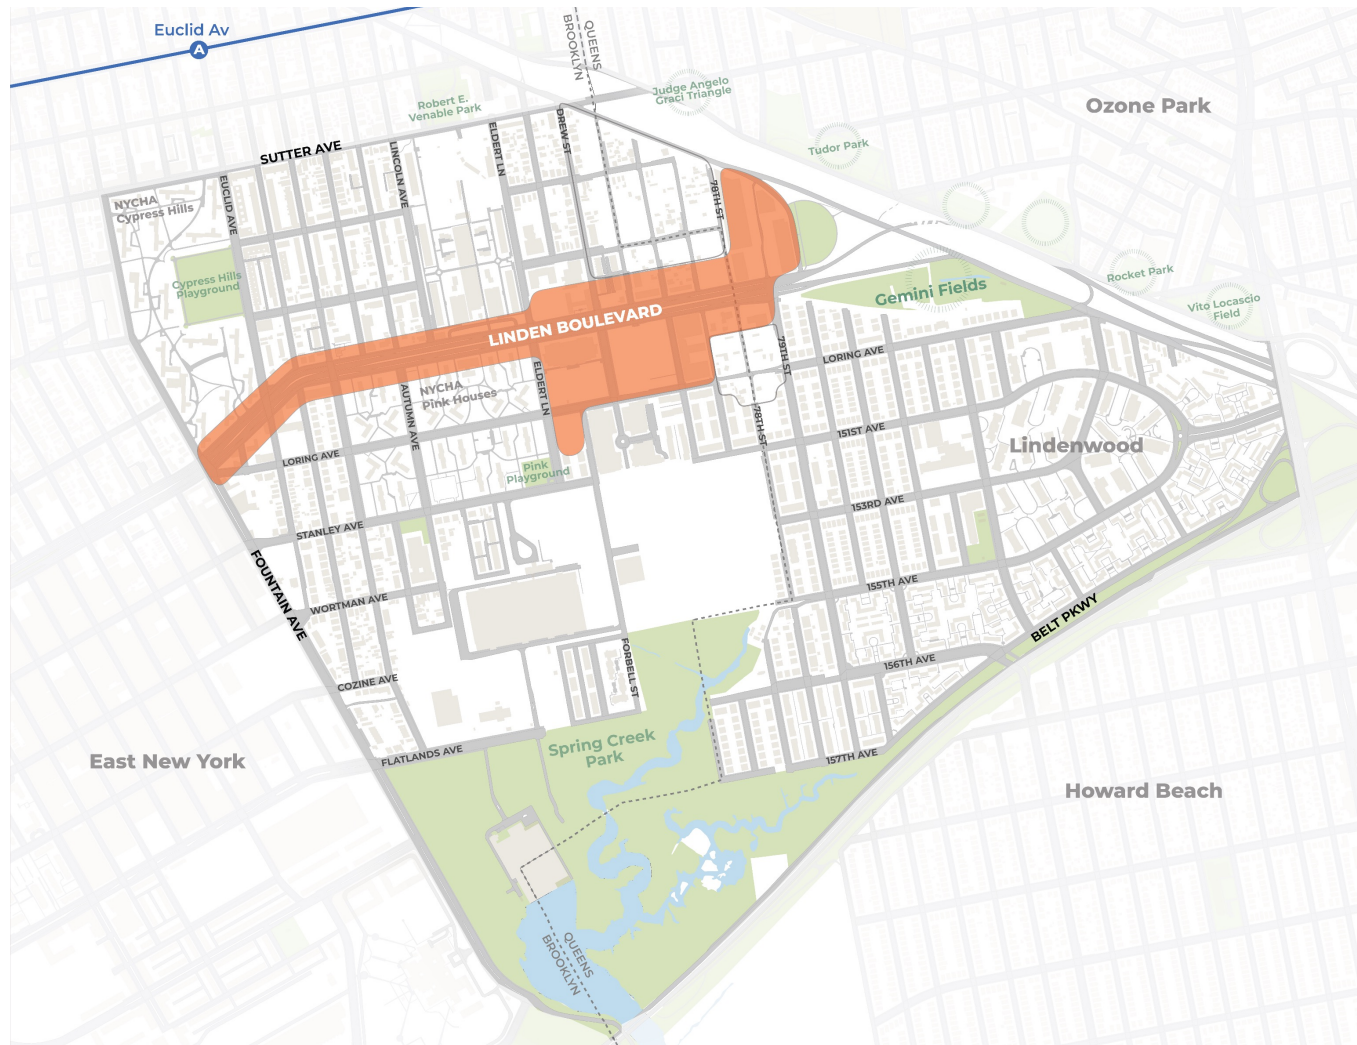 Euclid Av
A
QUEENS
BROOKLYN
Judge Angelo
Graci Triangle
Robert E.
Venable Park
Ozone Park
Tudor Park
SUTTER AVE
LINCOLN AVE
ELDERT LN
DREW ST
EUCLID AVE
78TH ST
NYCHA
Cypress Hills
Cypress Hills
Playground
Gemini Fields
Rocket Park
Vito Locascio
Field
LINDEN BOULEVARD
79TH ST
LORING AVE
ELDERT LN
AUTUMN AVE
NYCHA
Pink Houses
78TH ST
151ST AVE
Lindenwood
LORING AVE
Pink
Playground
153RD AVE
STANLEY AVE
FOUNTAIN AVE
155TH AVE
WORTMAN AVE
BELT PKWY
FORBELL ST
156TH AVE
COZINE AVE
Spring Creek
Park
FLATLANDS AVE
157TH AVE
East New York
Howard Beach
QUEENS
BROOKLYN